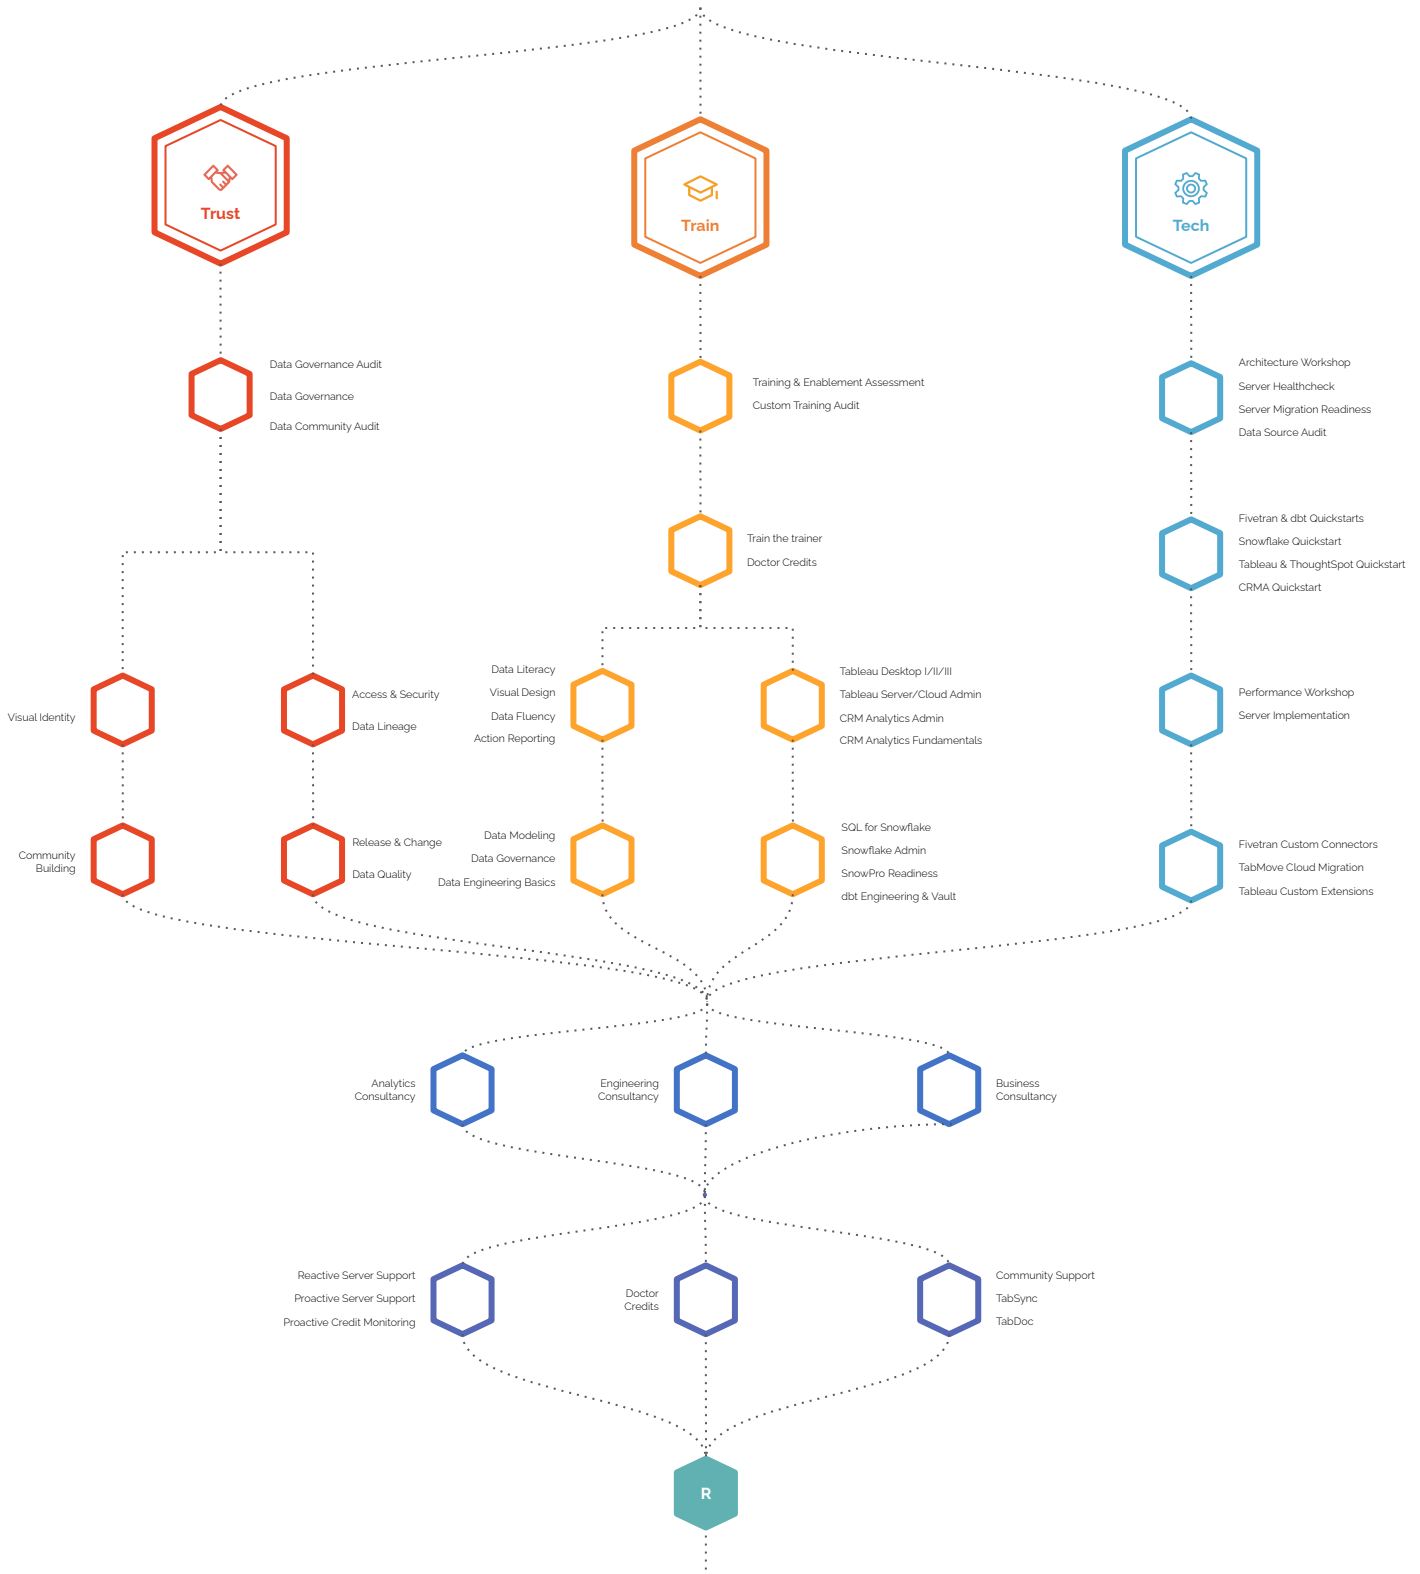 Trust
Train
Tech
Data Governance Audit
Data Governance
Data Community Audit
Training & Enablement Assessment
Custom Training Audit
Architecture Workshop
Server Healthcheck
Server Migration Readiness
Data Source Audit
Train the trainer
Doctor Credits
Fivetran & dbt Quickstarts
Snowflake Quickstart
Tableau & ThoughtSpot Quickstart
CRMA Quickstart
Visual Identity
Access & Security
Data Lineage
Data Literacy
Visual Design
Data Fluency
Action Reporting
Tableau Desktop I/II/III
Tableau Server/Cloud Admin
CRM Analytics Admin
CRM Analytics Fundamentals
Performance Workshop
Server Implementation
Community
Building
Release & Change
Data Quality
Data Modeling
Data Governance
Data Engineering Basics
SQL for Snowflake
Snowflake Admin
SnowPro Readiness
dbt Engineering & Vault
Fivetran Custom Connectors
TabMove Cloud Migration
Tableau Custom Extensions
Analytics
Consultancy
Engineering
Consultancy
Business
Consultancy
Reactive Server Support
Proactive Server Support
Proactive Credit Monitoring
Doctor
Credits
Community Support
TabSync
TabDoc
R